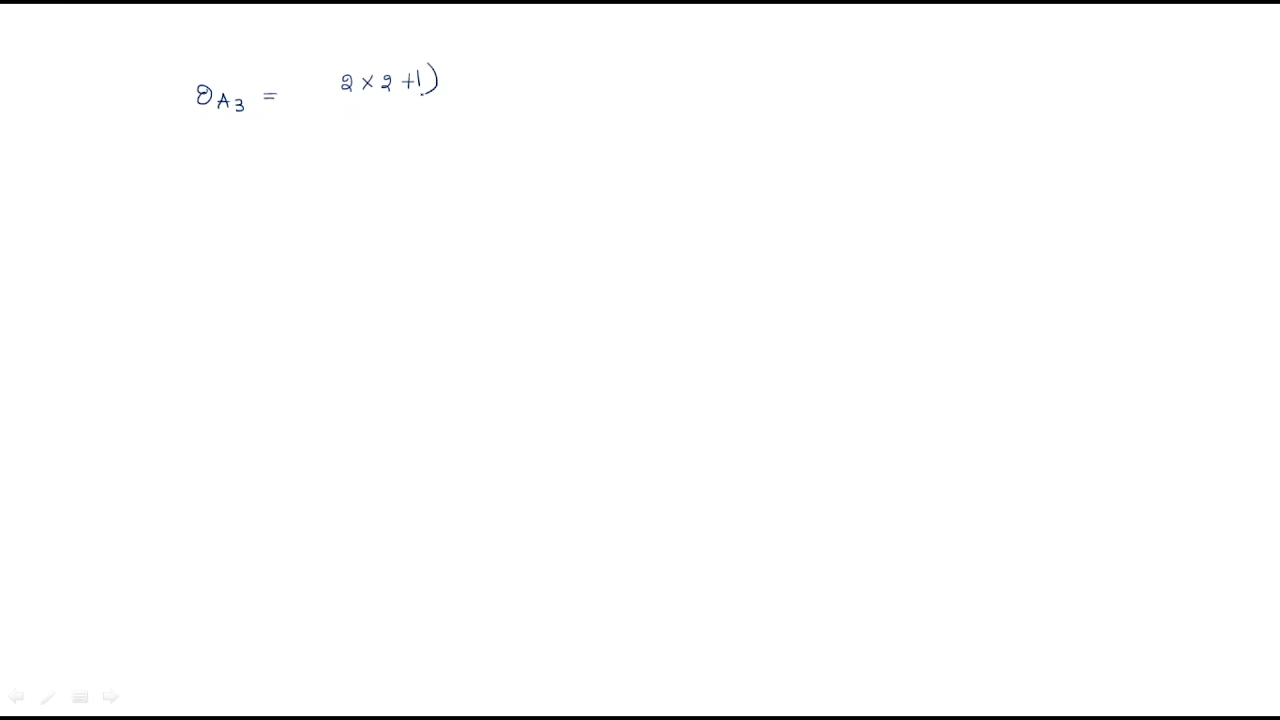 θA3 = 2 × 2 + 1)